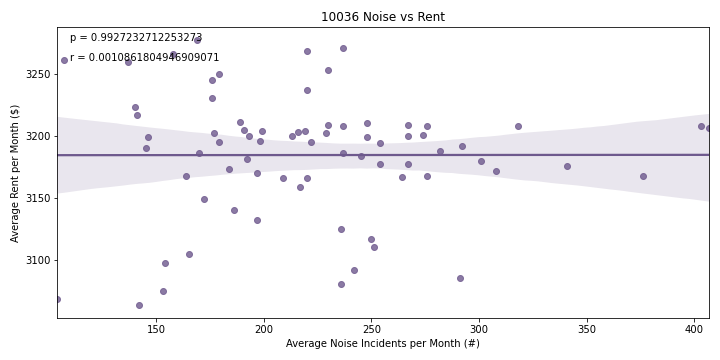 10036 Noise vs Rent
p = 0.9927232712253273
r = 0.0010861804946909071
Average Rent per Month ($)
3250
3200
3150
3100
150 200 250 300 350 400
Average Noise Incidents per Month (#)